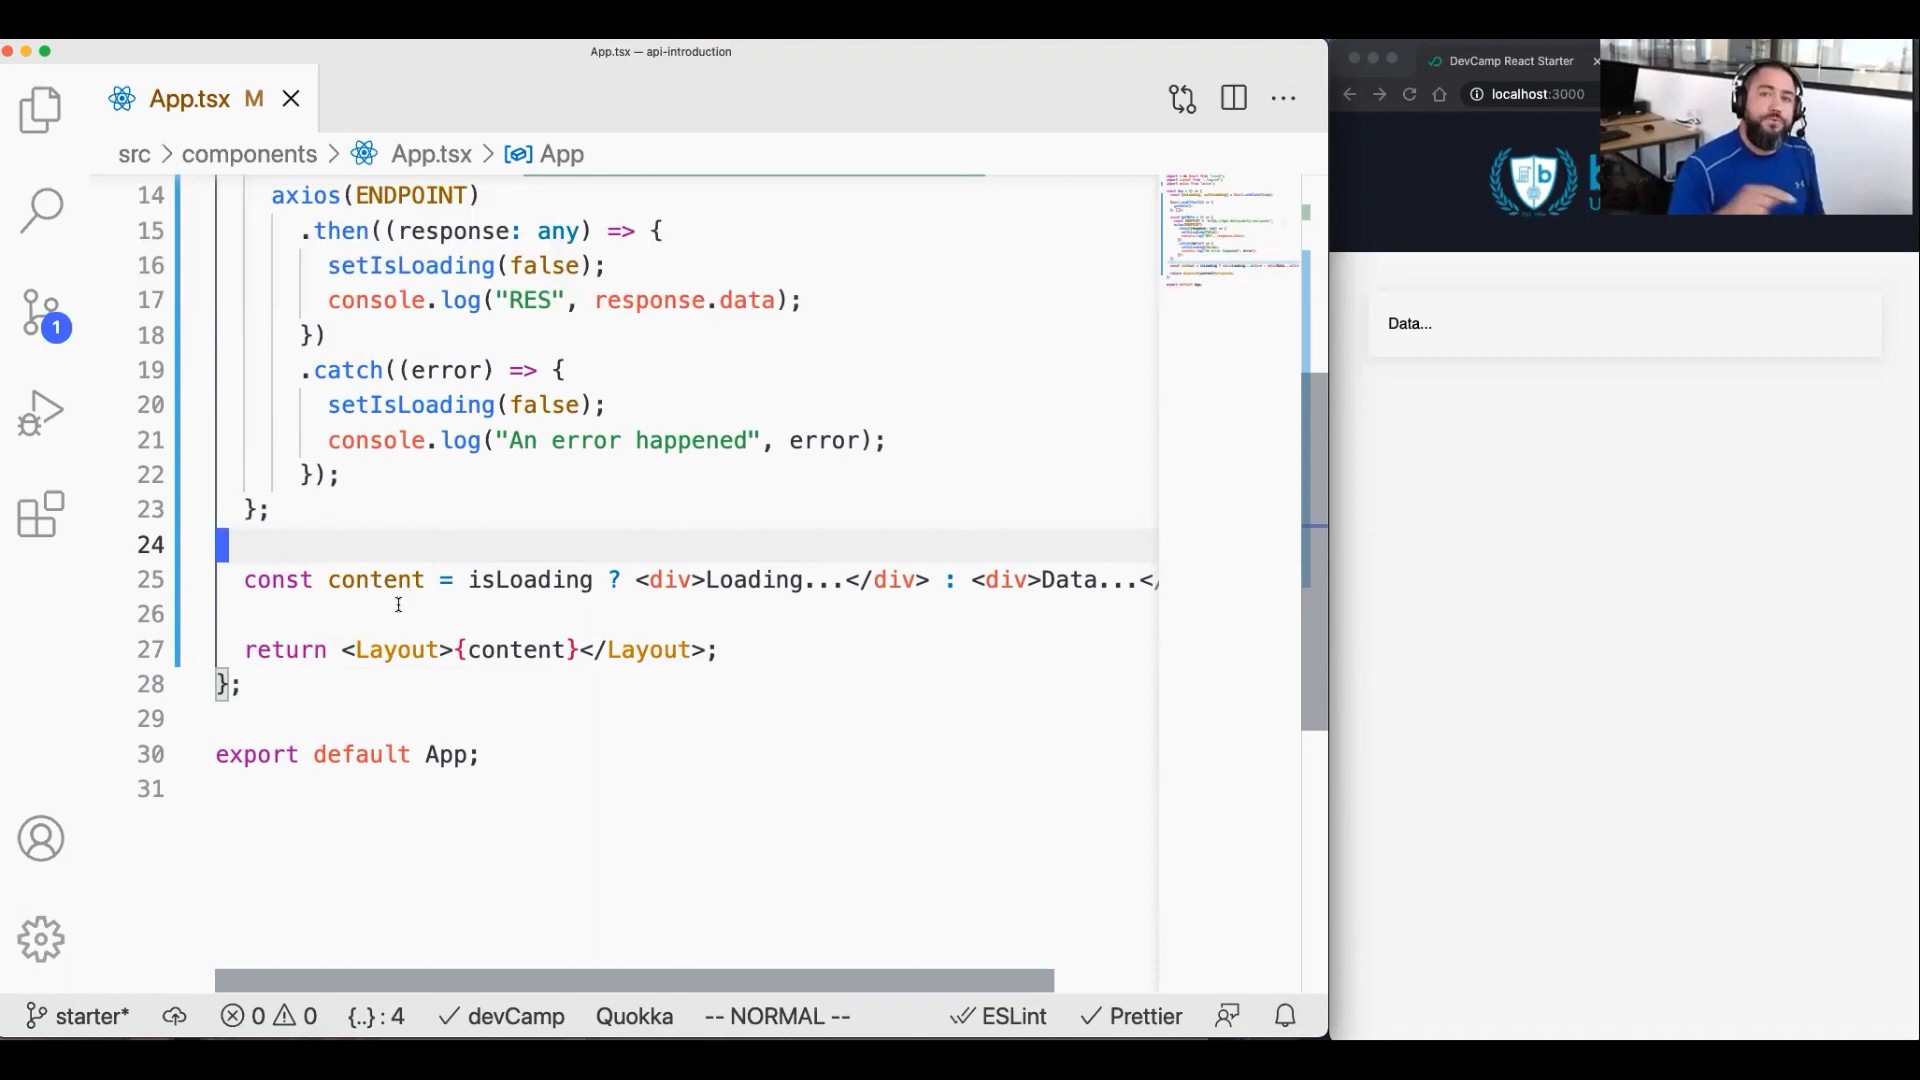 App.tsx — api-introduction
App.tsx M
src > components > App.tsx > App
14 axios(ENDPOINT)
15 .then((response: any) => {
16 setIsLoading(false);
17 console.log("RES", response.data);
18 })
19 .catch((error) => {
20 setIsLoading(false);
21 console.log("An error happened", error);
22 });
23 };
24
25 const content = isLoading ? <div>Loading...</div> : <div>Data...</
26
27 return <Layout>{content}</Layout>;
28 };
29
30 export default App;
31
1
starter* 0 0 {..} : 4 devCamp Quokka -- NORMAL -- ESLint Prettier
DevCamp React Starter
localhost:3000
b
Data...